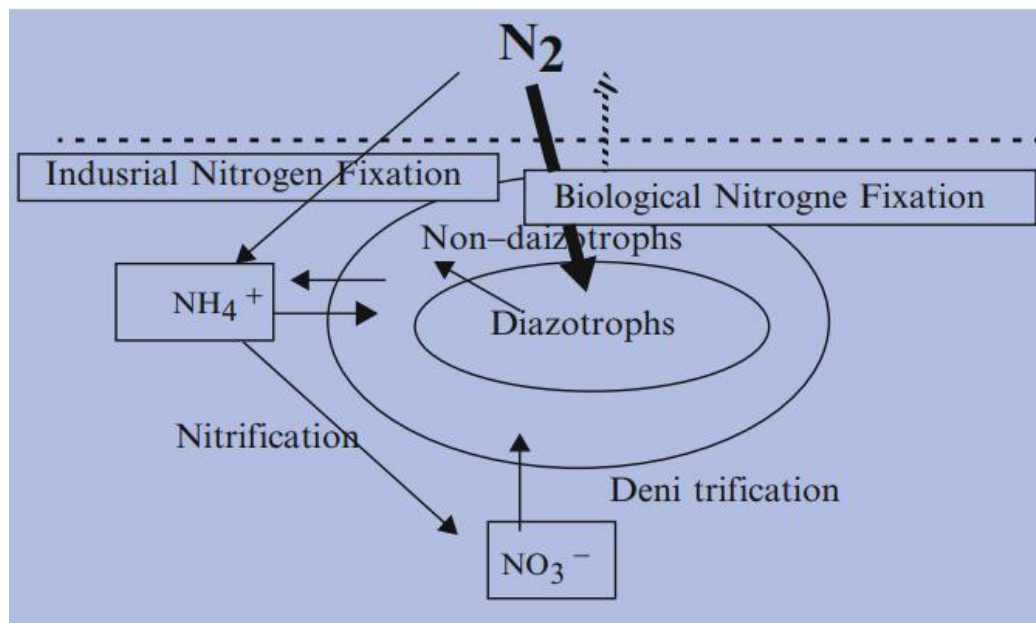 N2
Indusrial Nitrogen Fixation
Biological Nitrogne Fixation
Non-daizotrophs
NH4 +
Diazotrophs
Nitrification
Deni trification
NO3 −